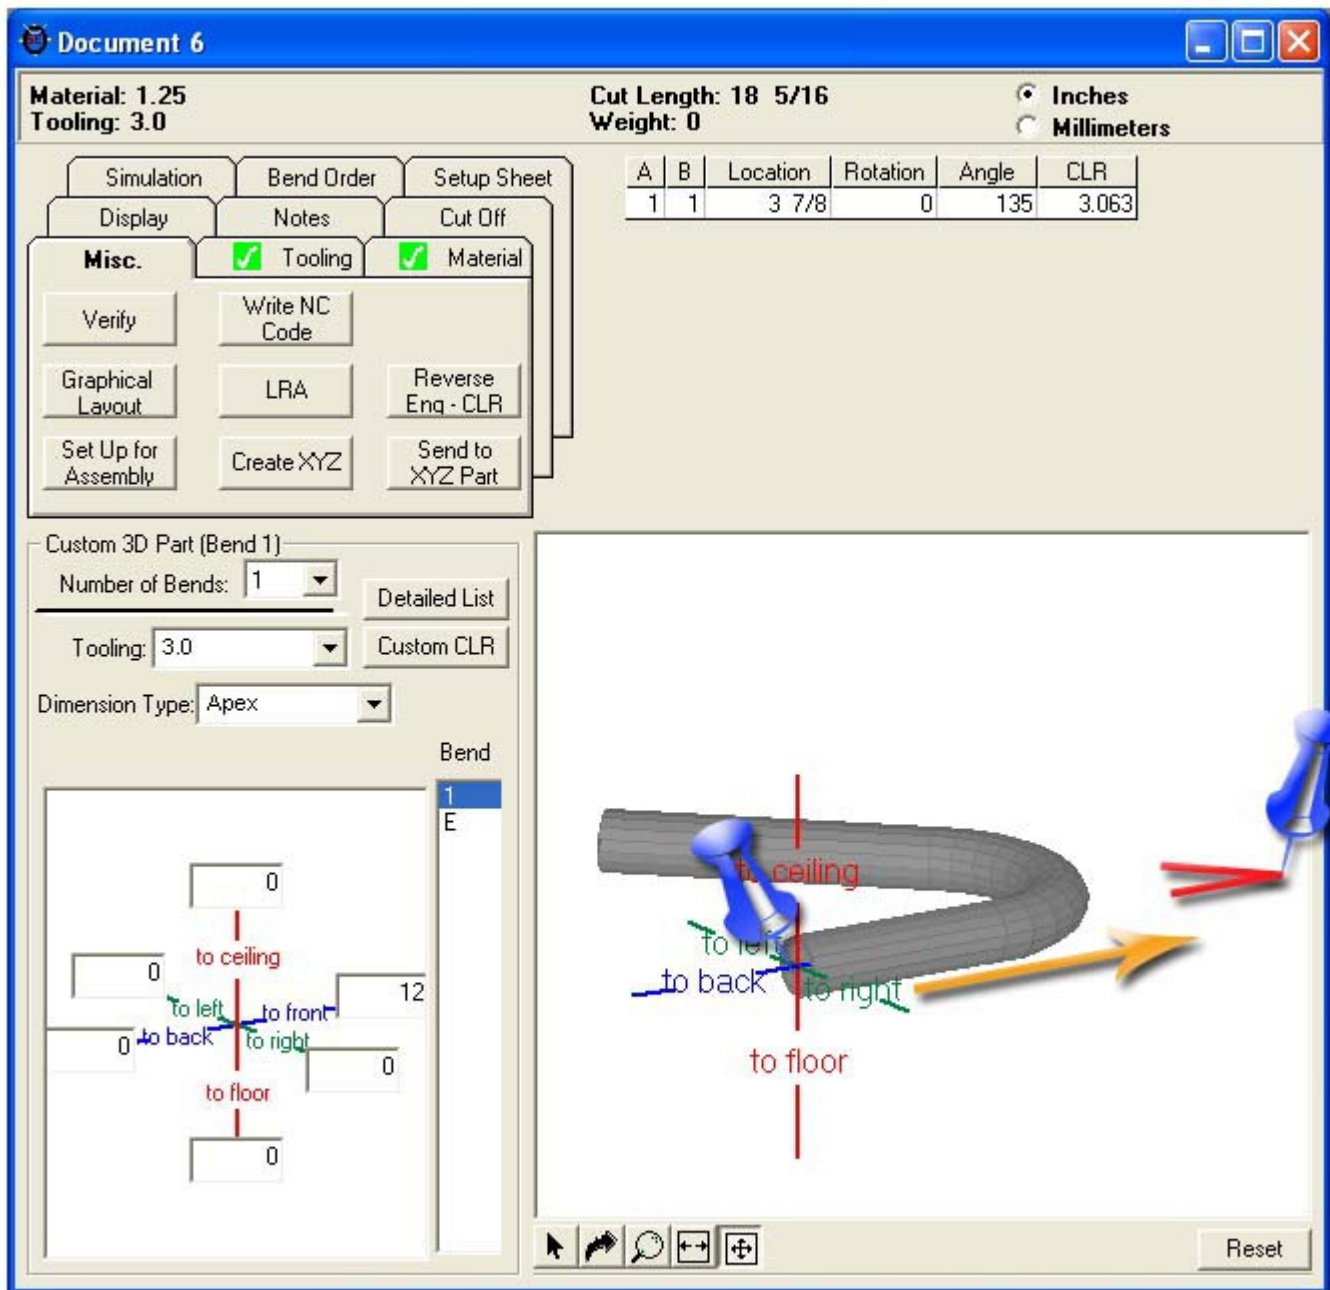 Document 6
Material: 1.25
Tooling: 3.0
Cut Length: 18 5/16
Weight: 0
Inches
Millimeters
Simulation Bend Order Setup Sheet
Display Notes Cut Off
Misc. Tooling Material
Verify
Write NC
Code
Graphical
Layout
LRA
Reverse
Eng - CLR
Set Up for
Assembly
Create XYZ
Send to
XYZ Part
A B Location Rotation Angle CLR
1 1 3 7/8 0 135 3.063
Custom 3D Part (Bend 1)
Number of Bends: 1
Detailed List
Tooling: 3.0
Custom CLR
Dimension Type: Apex
Bend
1
E
0
to ceiling
0
12
to left
to front
0
to back
to right
0
to floor
0
to ceiling
to left
to back
to right
to floor
Reset